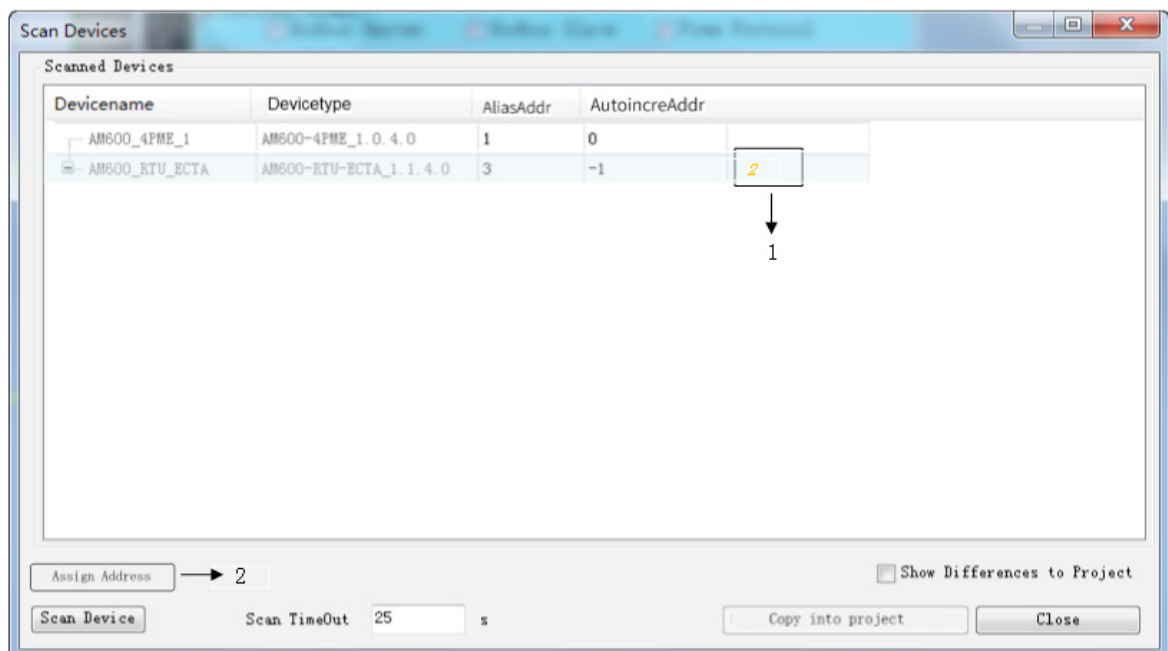 Scan Devices
Scanned Devices
Devicename Devicetype AliasAddr AutoincreAddr
AM600_4PME_1 AM600-4PME_1.0.4.0 1 0
AM600_RTU_ECTA AM600-RTU-ECTA_1.1.4.0 3 -1 2
1
Assign Address 2 Show Differences to Project
Scan Device Scan TimeOut 25 s Copy into project Close